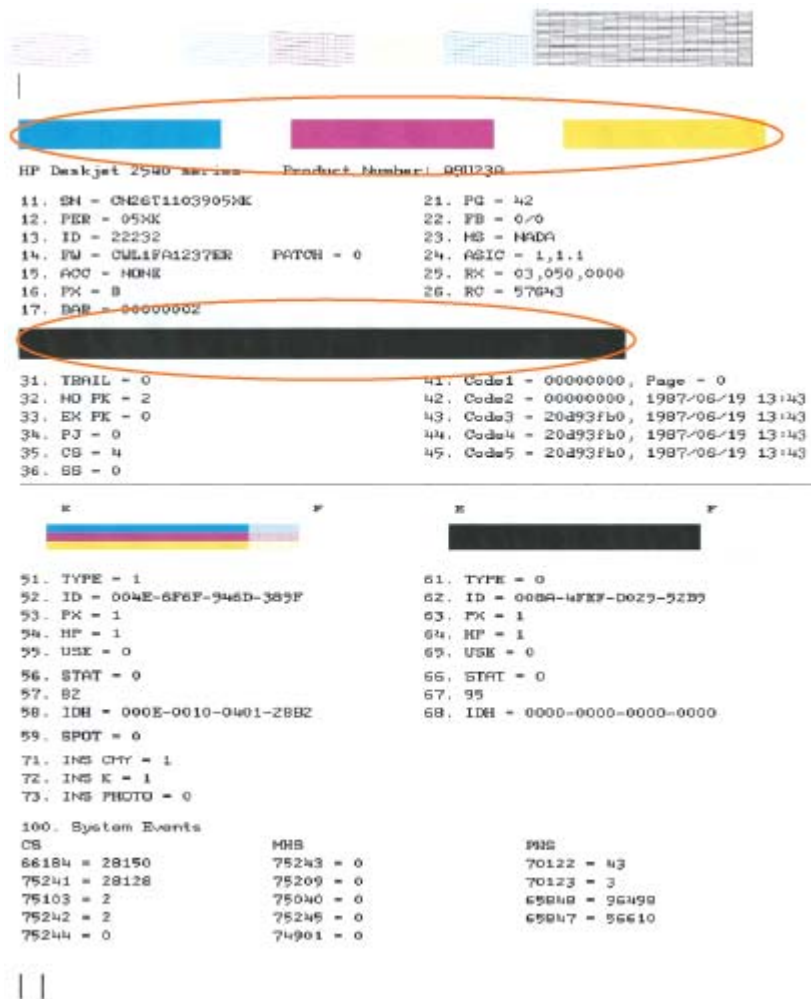 HP Deskjet 2540 series Product Number: A9U23A
11. SN = CN26T1103905XK
21. PG = 42
12. PER = 05XK
22. FB = 0/0
13. ID = 22232
23. MS = NADA
14. FW = CWL1FA1237ER PATCH = 0
24. ASIC = 1,1.1
15. ACC = NONE
25. RX = 03,050,0000
16. PX = B
26. RC = 57643
17. BAR = 00000002
31. TRAIL = 0
41. Code1 = 00000000, Page = 0
32. NO PK = 2
42. Code2 = 00000000, 1987/06/19 13:43
33. EX PK = 0
43. Code3 = 20d93fb0, 1987/06/19 13:43
34. PJ = 0
44. Code4 = 20d93fb0, 1987/06/19 13:43
35. CS = 4
45. Code5 = 20d93fb0, 1987/06/19 13:43
36. SS = 0
E F E F
51. TYPE = 1
61. TYPE = 0
52. ID = 004E-6F6F-946D-389F
62. ID = 008A-4FEF-D029-52B9
53. PX = 1
63. PX = 1
54. HP = 1
64. HP = 1
55. USE = 0
65. USE = 0
56. STAT = 0
66. STAT = 0
57. 82
67. 95
58. IDH = 000E-0010-0401-28B2
68. IDH = 0000-0000-0000-0000
59. SPOT = 0
71. INS CMY = 1
72. INS K = 1
73. INS PHOTO = 0
100. System Events
CS MHS PWS
66184 = 28150 75243 = 0 70122 = 43
75241 = 28128 75209 = 0 70123 = 3
75103 = 2 75040 = 0 65848 = 96498
75242 = 2 75245 = 0 65847 = 56610
75244 = 0 74901 = 0